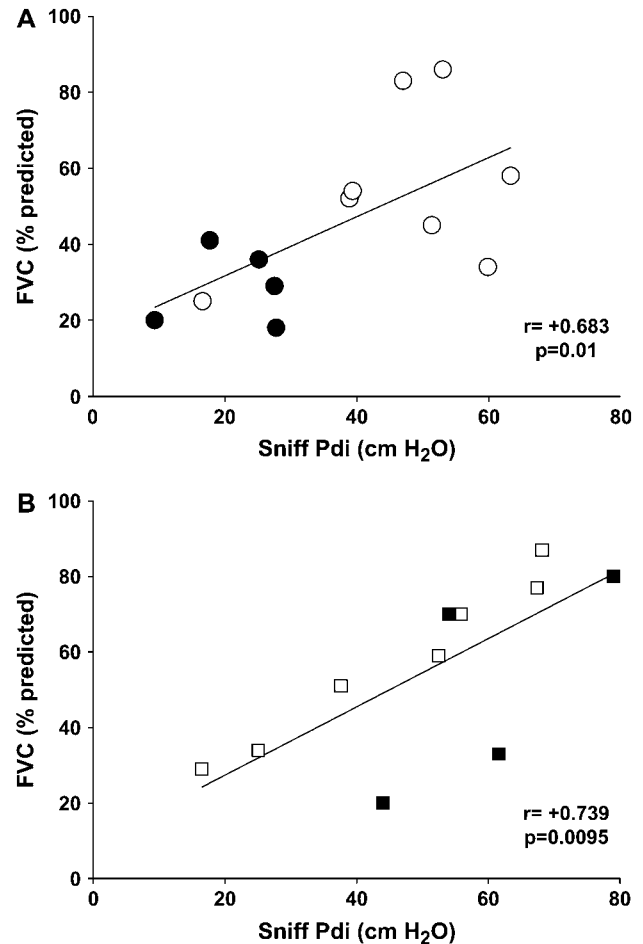 A
100
80
60
40
20
0
FVC (% predicted)
r= +0.683
p=0.01
0 20 40 60 80
Sniff Pdi (cm H₂O)
B
100
80
60
40
20
0
FVC (% predicted)
r= +0.739
p=0.0095
0 20 40 60 80
Sniff Pdi (cm H₂O)